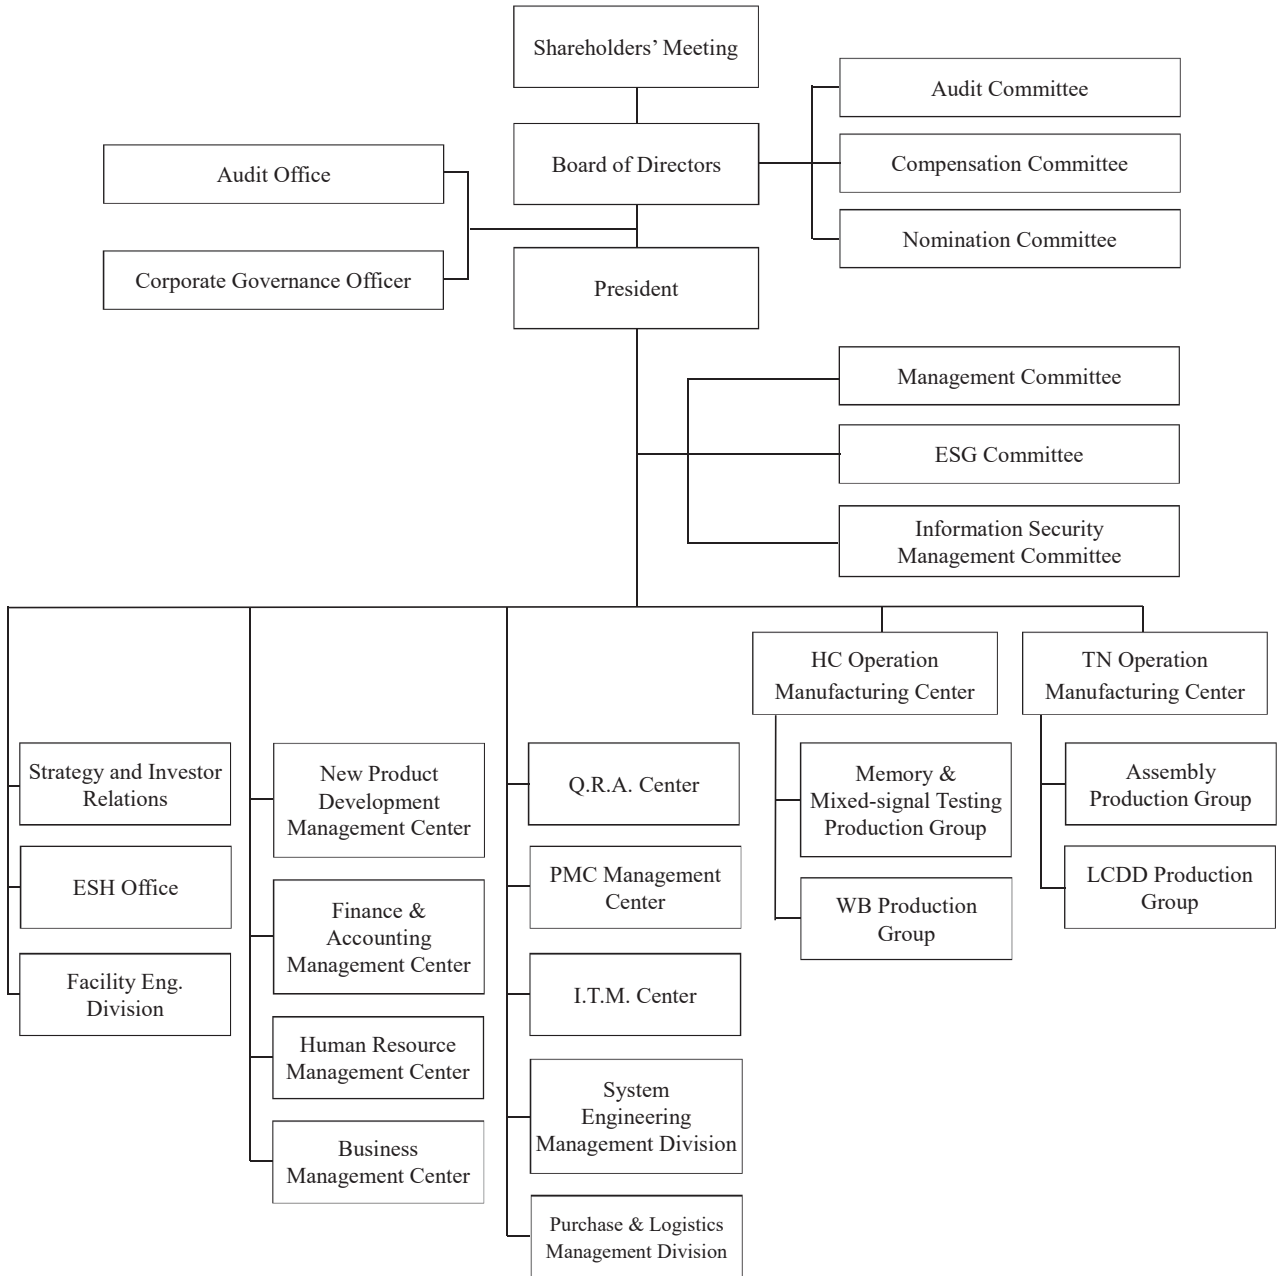 Shareholders’ Meeting
Audit Committee
Board of Directors
Compensation Committee
Audit Office
Nomination Committee
Corporate Governance Officer
President
Management Committee
ESG Committee
Information Security
Management Committee
HC Operation
Manufacturing Center
TN Operation
Manufacturing Center
Strategy and Investor
Relations
ESH Office
Facility Eng.
Division
New Product
Development
Management Center
Finance &
Accounting
Management Center
Human Resource
Management Center
Business
Management Center
Q.R.A. Center
PMC Management
Center
I.T.M. Center
System
Engineering
Management Division
Purchase & Logistics
Management Division
Memory &
Mixed-signal Testing
Production Group
WB Production
Group
Assembly
Production Group
LCDD Production
Group